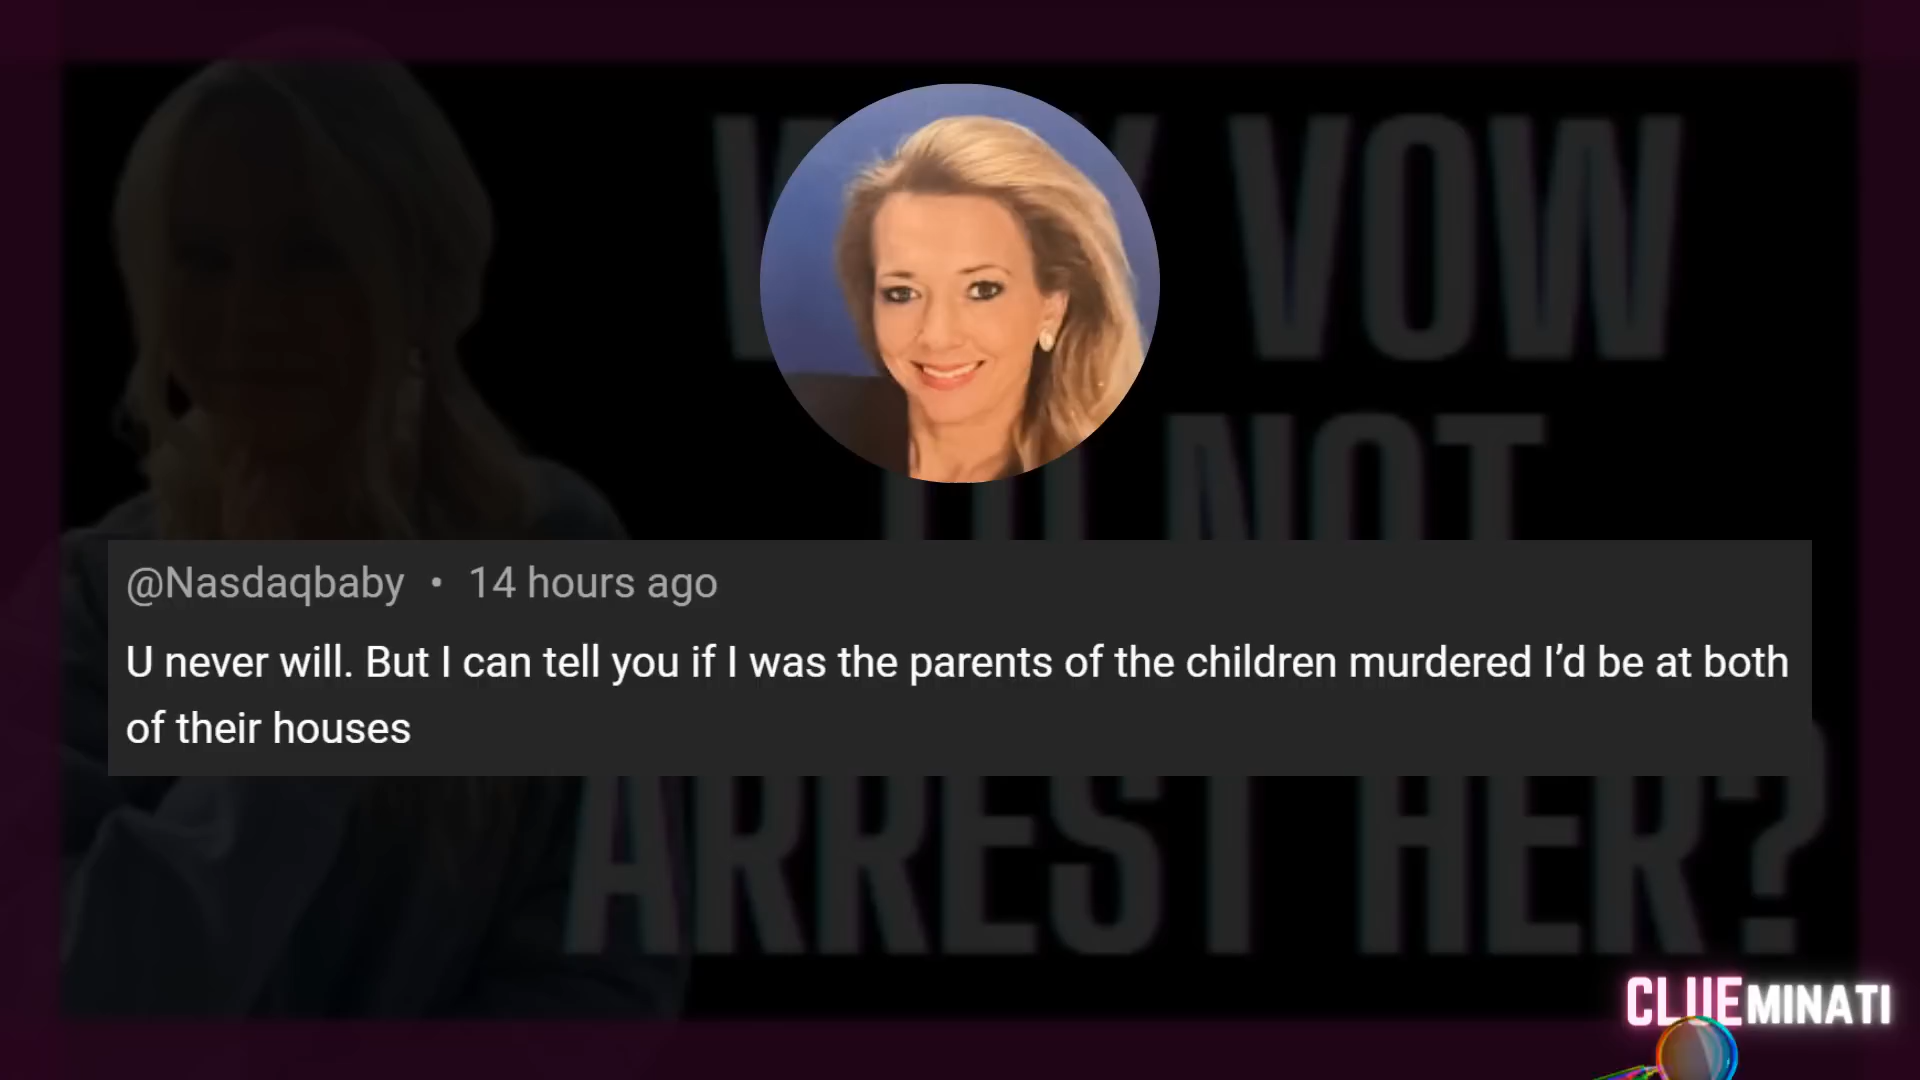 VOW
NOT
@Nasdaqbaby • 14 hours ago
U never will. But I can tell you if I was the parents of the children murdered I’d be at both
of their houses
ARREST HER?
CLUEMINATI